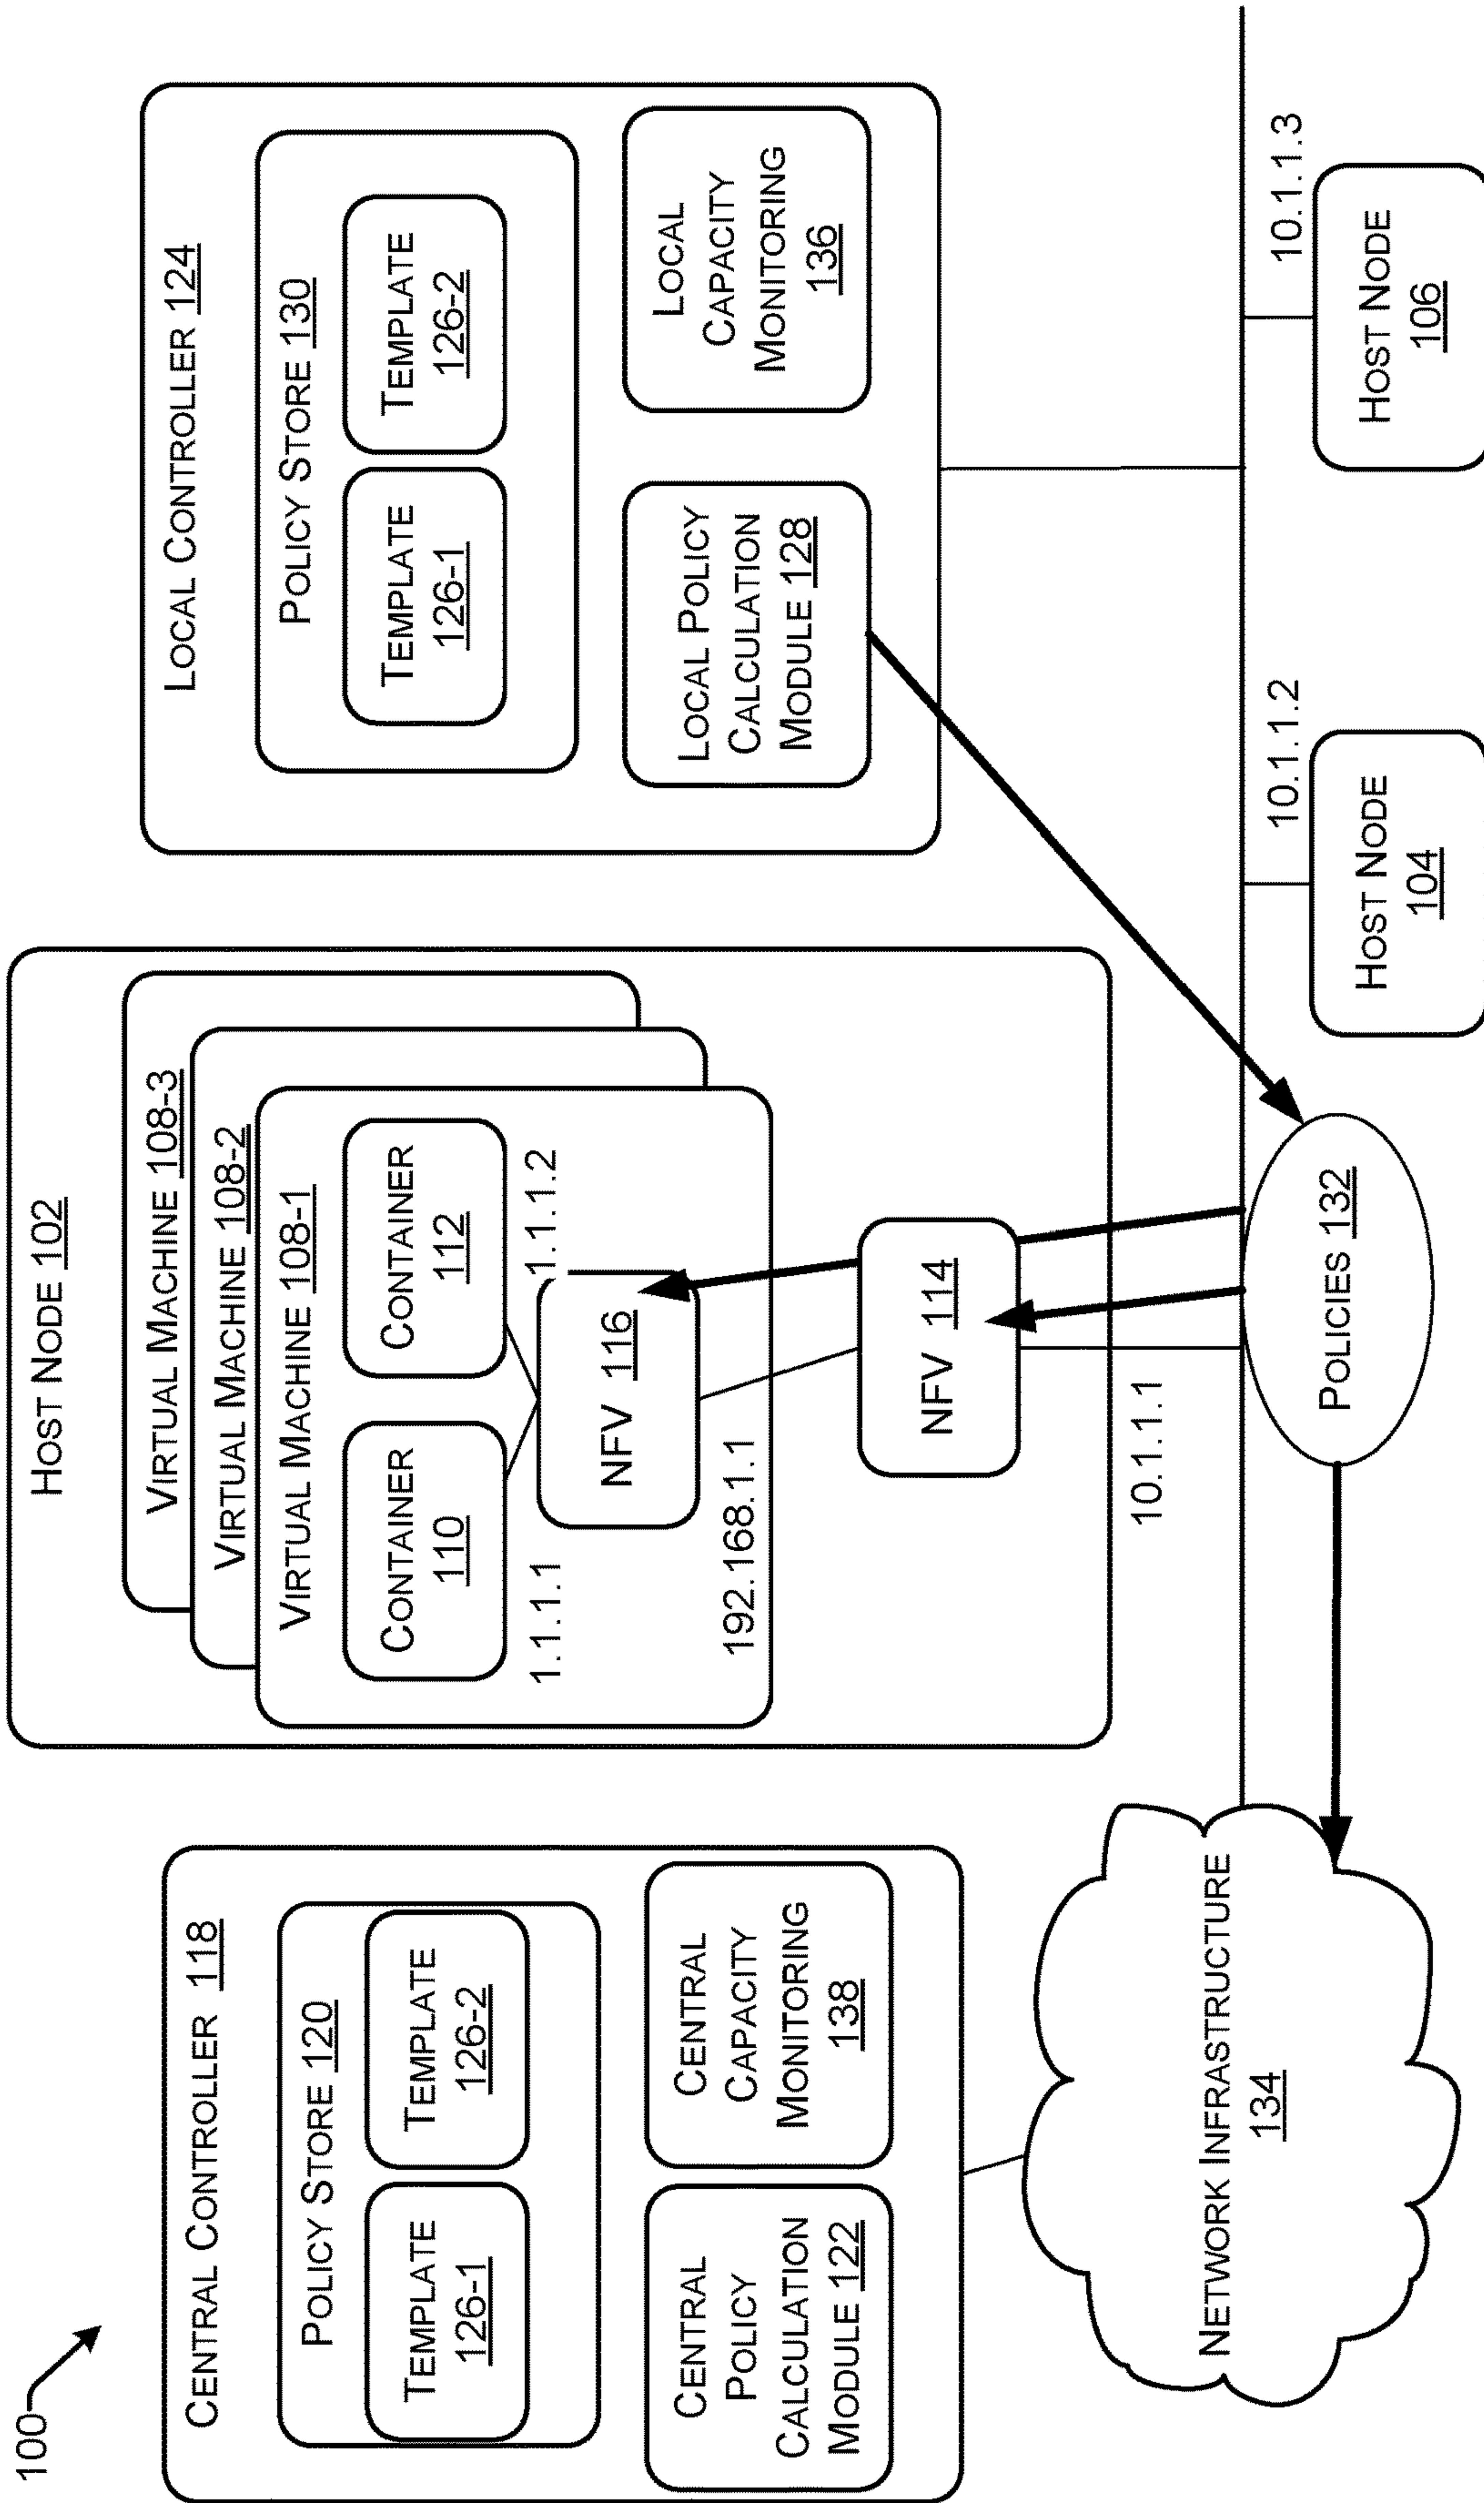 100
CENTRAL CONTROLLER 118
POLICY STORE 120
TEMPLATE
126-1
TEMPLATE
126-2
CENTRAL
POLICY
CALCULATION
MODULE 122
CENTRAL
CAPACITY
MONITORING
138
HOST NODE 102
VIRTUAL MACHINE 108-3
VIRTUAL MACHINE 108-2
VIRTUAL MACHINE 108-1
CONTAINER
110
CONTAINER
112
1.1.1.1
1.1.1.2
NFV 116
192.168.1.1
NFV 114
10.1.1.1
LOCAL CONTROLLER 124
POLICY STORE 130
TEMPLATE
126-1
TEMPLATE
126-2
LOCAL POLICY
CALCULATION
MODULE 128
LOCAL
CAPACITY
MONITORING
136
NETWORK INFRASTRUCTURE
134
POLICIES 132
10.1.1.2
HOST NODE
104
10.1.1.3
HOST NODE
106